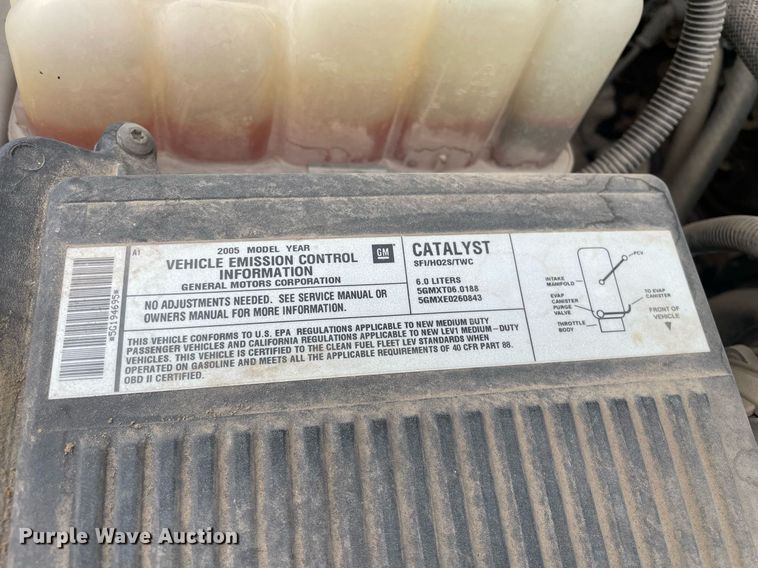 *5G194695*
A1
2005 MODEL YEAR
VEHICLE EMISSION CONTROL
INFORMATION
GENERAL MOTORS CORPORATION
GM
NO ADJUSTMENTS NEEDED. SEE SERVICE MANUAL OR
OWNERS MANUAL FOR MORE INFORMATION.
CATALYST
SFI/HO2S/TWC
6.0 LITERS
5GMXT06.0188
5GMXE0260843
THIS VEHICLE CONFORMS TO U.S. EPA REGULATIONS APPLICABLE TO NEW MEDIUM DUTY
PASSENGER VEHICLES AND CALIFORNIA REGULATIONS APPLICABLE TO NEW LEV1 MEDIUM-DUTY
VEHICLES. THIS VEHICLE IS CERTIFIED TO THE CLEAN FUEL FLEET LEV STANDARDS WHEN
OPERATED ON GASOLINE AND MEETS ALL THE APPLICABLE REQUIREMENTS OF 40 CFR PART 88.
OBD II CERTIFIED.
PCV
INTAKE
MANIFOLD
EVAP
CANISTER
PURGE
VALVE
THROTTLE
BODY
TO EVAP
CANISTER
FRONT OF
VEHICLE
Purple Wave Auction®